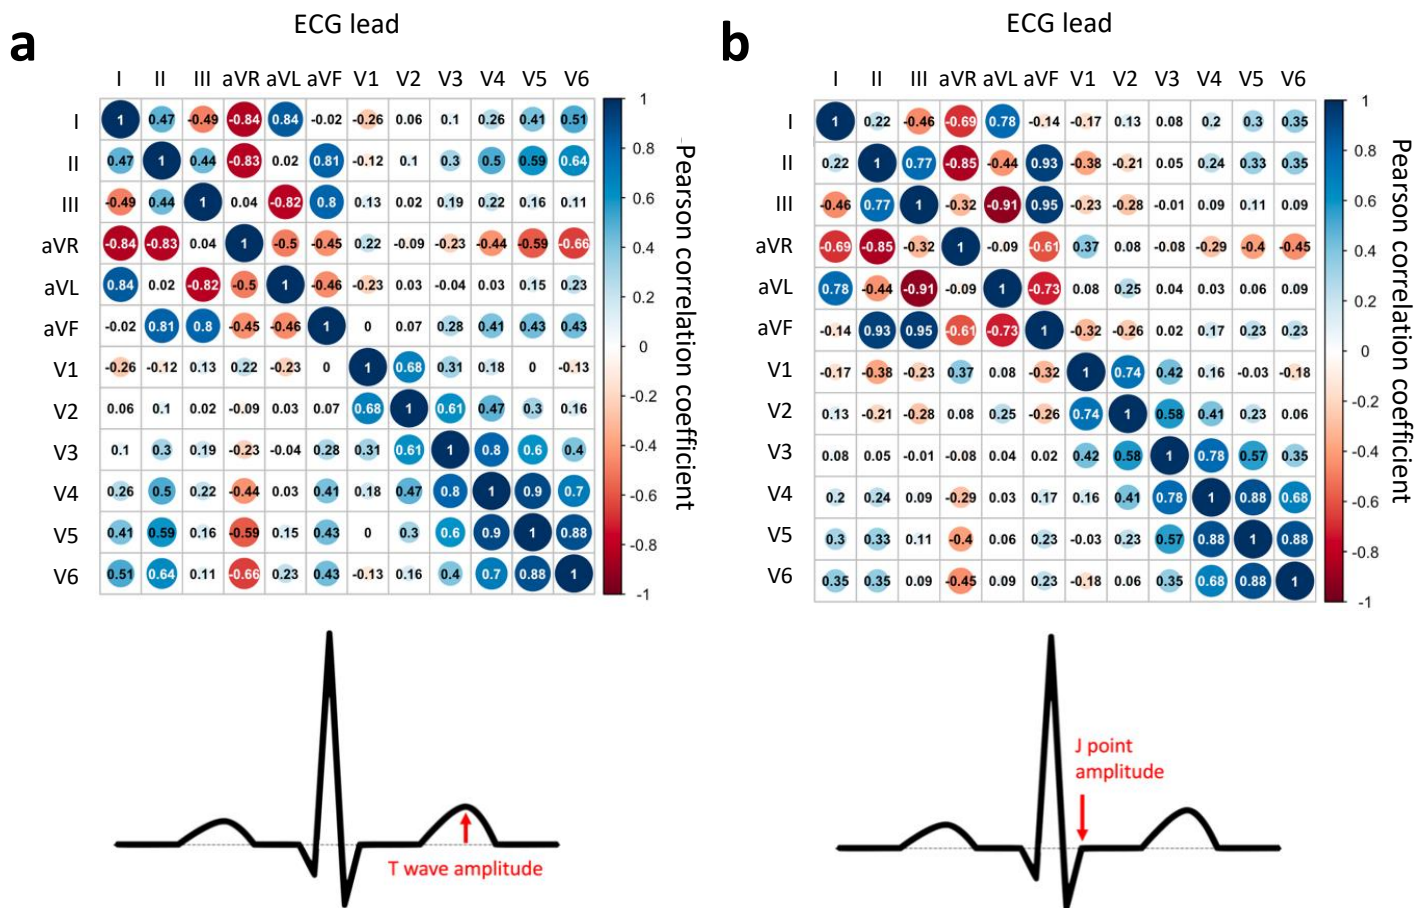 a
ECG lead
I II III aVR aVL aVF V1 V2 V3 V4 V5 V6
I 1 0.47 -0.49 -0.84 0.84 -0.02 -0.26 0.06 0.1 0.26 0.41 0.51
II 0.47 1 0.44 -0.83 0.02 0.81 -0.12 0.1 0.3 0.5 0.59 0.64
III -0.49 0.44 1 0.04 -0.82 0.8 0.13 0.02 0.19 0.22 0.16 0.11
aVR -0.84 -0.83 0.04 1 -0.5 -0.45 0.22 -0.09 -0.23 -0.44 -0.59 -0.66
aVL 0.84 0.02 -0.82 -0.5 1 -0.46 -0.23 0.03 -0.04 0.03 0.15 0.23
aVF -0.02 0.81 0.8 -0.45 -0.46 1 0 0.07 0.28 0.41 0.43 0.43
V1 -0.26 -0.12 0.13 0.22 -0.23 0 1 0.68 0.31 0.18 0 -0.13
V2 0.06 0.1 0.02 -0.09 0.03 0.07 0.68 1 0.61 0.47 0.3 0.16
V3 0.1 0.3 0.19 -0.23 -0.04 0.28 0.31 0.61 1 0.8 0.6 0.4
V4 0.26 0.5 0.22 -0.44 0.03 0.41 0.18 0.47 0.8 1 0.9 0.7
V5 0.41 0.59 0.16 -0.59 0.15 0.43 0 0.3 0.6 0.9 1 0.88
V6 0.51 0.64 0.11 -0.66 0.23 0.43 -0.13 0.16 0.4 0.7 0.88 1
1
0.8
0.6
0.4
0.2
0
-0.2
-0.4
-0.6
-0.8
-1
Pearson correlation coefficient
T wave amplitude
b
ECG lead
I II III aVR aVL aVF V1 V2 V3 V4 V5 V6
I 1 0.22 -0.46 -0.69 0.78 -0.14 -0.17 0.13 0.08 0.2 0.3 0.35
II 0.22 1 0.77 -0.85 -0.44 0.93 -0.38 -0.21 0.05 0.24 0.33 0.35
III -0.46 0.77 1 -0.32 -0.91 0.95 -0.23 -0.28 -0.01 0.09 0.11 0.09
aVR -0.69 -0.85 -0.32 1 -0.09 -0.61 0.37 0.08 -0.08 -0.29 -0.4 -0.45
aVL 0.78 -0.44 -0.91 -0.09 1 -0.73 0.08 0.25 0.04 0.03 0.06 0.09
aVF -0.14 0.93 0.95 -0.61 -0.73 1 -0.32 -0.26 0.02 0.17 0.23 0.23
V1 -0.17 -0.38 -0.23 0.37 0.08 -0.32 1 0.74 0.42 0.16 -0.03 -0.18
V2 0.13 -0.21 -0.28 0.08 0.25 -0.26 0.74 1 0.58 0.41 0.23 0.06
V3 0.08 0.05 -0.01 -0.08 0.04 0.02 0.42 0.58 1 0.78 0.57 0.35
V4 0.2 0.24 0.09 -0.29 0.03 0.17 0.16 0.41 0.78 1 0.88 0.68
V5 0.3 0.33 0.11 -0.4 0.06 0.23 -0.03 0.23 0.57 0.88 1 0.88
V6 0.35 0.35 0.09 -0.45 0.09 0.23 -0.18 0.06 0.35 0.68 0.88 1
1
0.8
0.6
0.4
0.2
0
-0.2
-0.4
-0.6
-0.8
-1
Pearson correlation coefficient
J point
amplitude